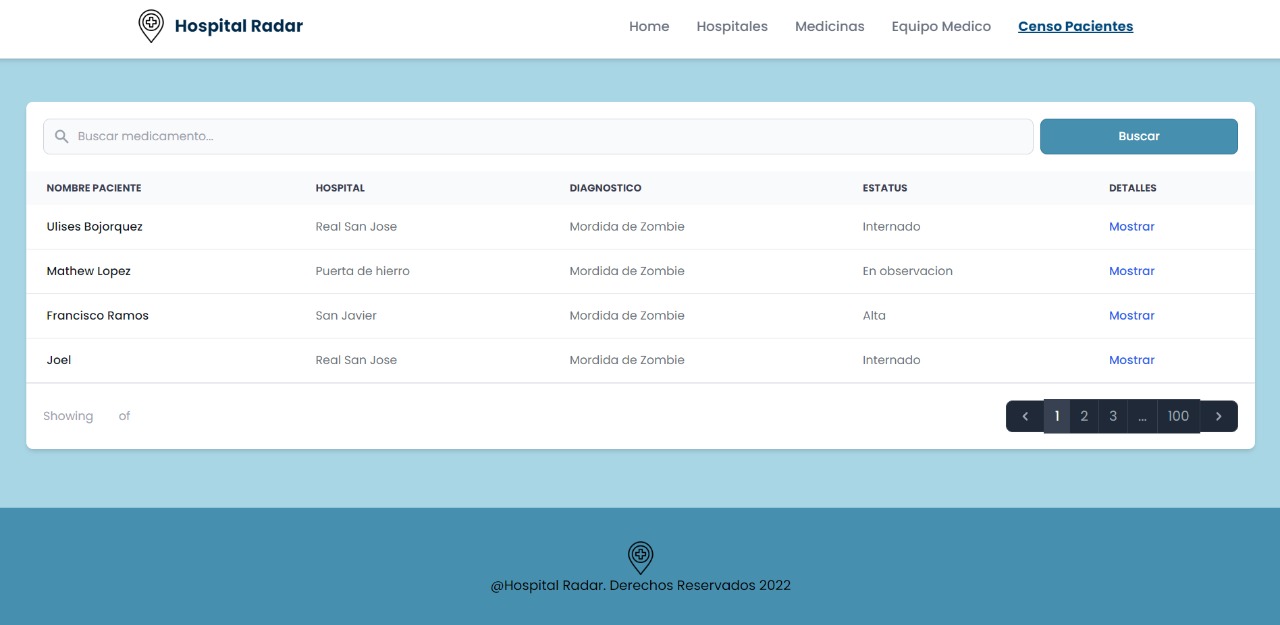 Hospital Radar Home Hospitales Medicinas Equipo Medico Censo Pacientes
Buscar medicamento... Buscar
NOMBRE PACIENTE HOSPITAL DIAGNOSTICO ESTATUS DETALLES
Ulises Bojorquez Real San Jose Mordida de Zombie Internado Mostrar
Mathew Lopez Puerta de hierro Mordida de Zombie En observacion Mostrar
Francisco Ramos San Javier Mordida de Zombie Alta Mostrar
Joel Real San Jose Mordida de Zombie Internado Mostrar
Showing of 1 2 3 ... 100
@Hospital Radar. Derechos Reservados 2022